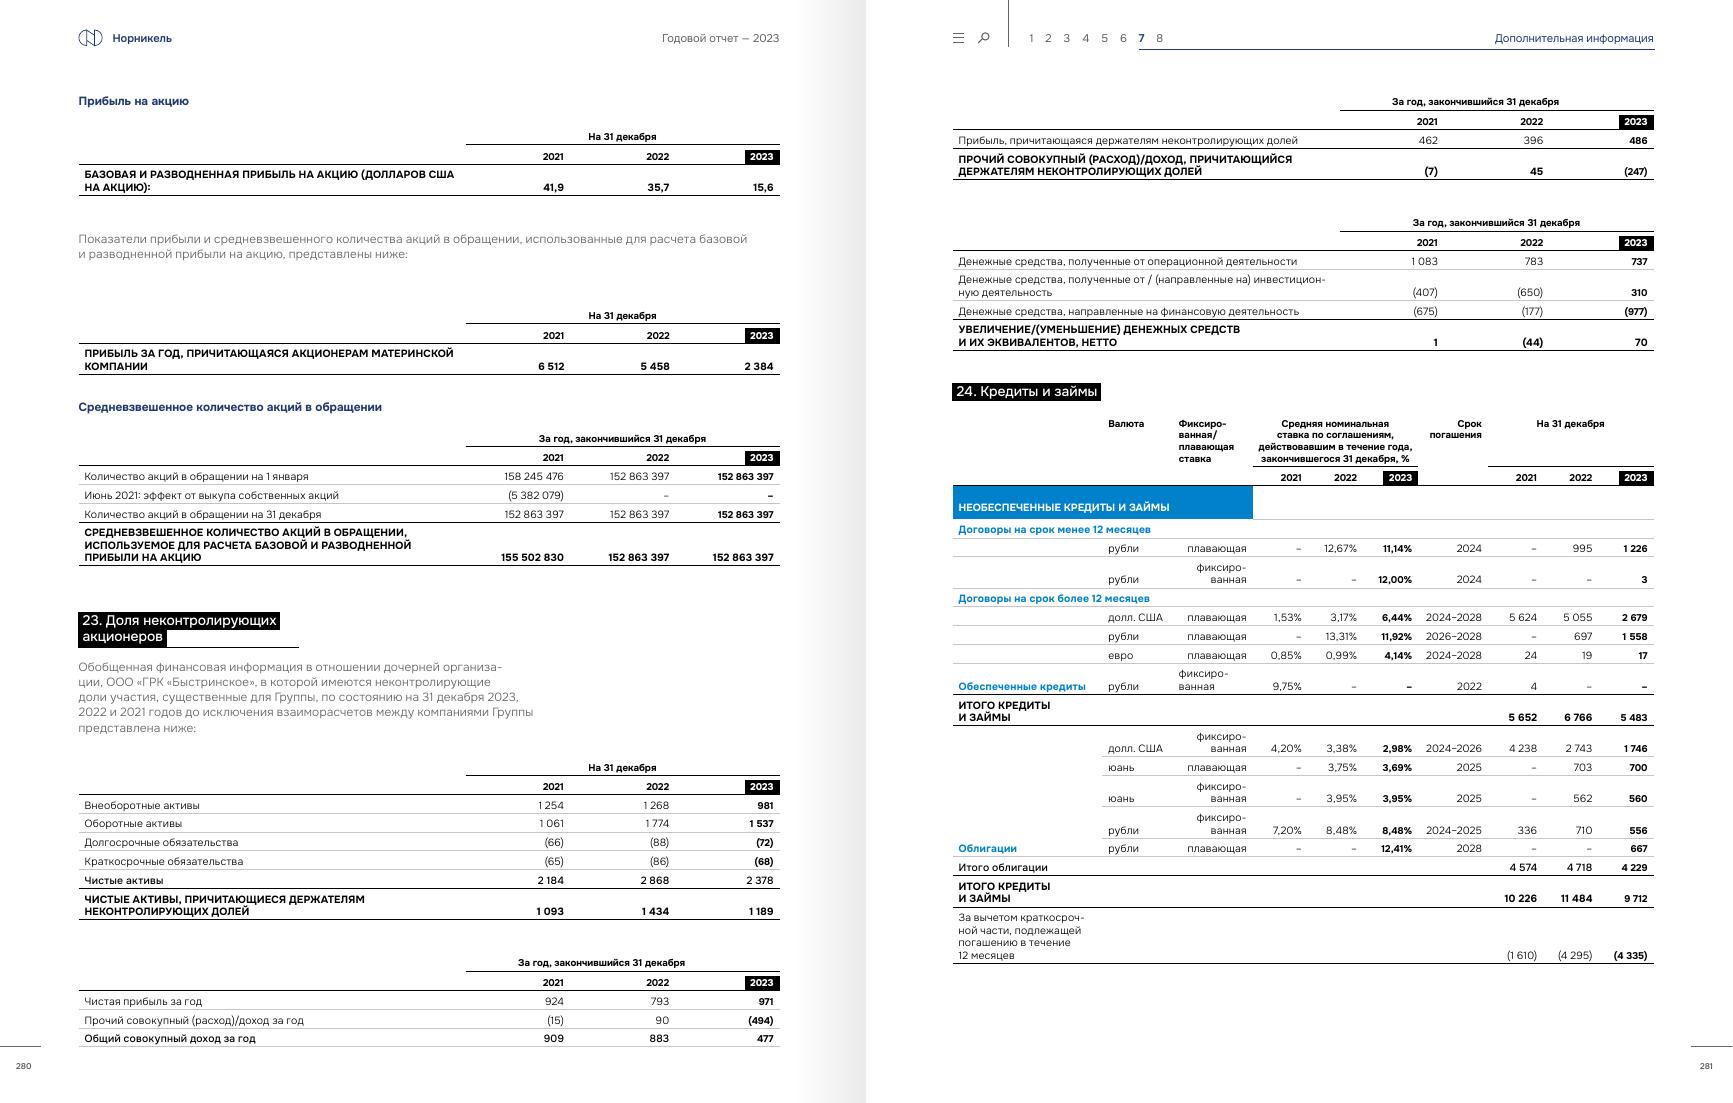 Норникель
Годовой отчет — 2023
Прибыль на акцию
На 31 декабря
2021 2022 2023
БАЗОВАЯ И РАЗВОДНЕННАЯ ПРИБЫЛЬ НА АКЦИЮ (ДОЛЛАРОВ США
НА АКЦИЮ): 41,9 35,7 15,6
Показатели прибыли и средневзвешенного количества акций в обращении, использованные для расчета базовой
и разводненной прибыли на акцию, представлены ниже:
На 31 декабря
2021 2022 2023
ПРИБЫЛЬ ЗА ГОД, ПРИЧИТАЮЩАЯСЯ АКЦИОНЕРАМ МАТЕРИНСКОЙ
КОМПАНИИ 6 512 5 458 2 384
Средневзвешенное количество акций в обращении
За год, закончившийся 31 декабря
2021 2022 2023
Количество акций в обращении на 1 января 158 245 476 152 863 397 152 863 397
Июнь 2021: эффект от выкупа собственных акций (5 382 079) – –
Количество акций в обращении на 31 декабря 152 863 397 152 863 397 152 863 397
СРЕДНЕВЗВЕШЕННОЕ КОЛИЧЕСТВО АКЦИЙ В ОБРАЩЕНИИ,
ИСПОЛЬЗУЕМОЕ ДЛЯ РАСЧЕТА БАЗОВОЙ И РАЗВОДНЕННОЙ
ПРИБЫЛИ НА АКЦИЮ 155 502 830 152 863 397 152 863 397
23. Доля неконтролирующих
акционеров
Обобщенная финансовая информация в отношении дочерней организа-
ции, ООО «ГРК «Быстринское», в которой имеются неконтролирующие
доли участия, существенные для Группы, по состоянию на 31 декабря 2023,
2022 и 2021 годов до исключения взаиморасчетов между компаниями Группы
представлена ниже:
На 31 декабря
2021 2022 2023
Внеоборотные активы 1 254 1 268 981
Оборотные активы 1 061 1 774 1 537
Долгосрочные обязательства (66) (88) (72)
Краткосрочные обязательства (65) (86) (68)
Чистые активы 2 184 2 868 2 378
ЧИСТЫЕ АКТИВЫ, ПРИЧИТАЮЩИЕСЯ ДЕРЖАТЕЛЯМ
НЕКОНТРОЛИРУЮЩИХ ДОЛЕЙ 1 093 1 434 1 189
За год, закончившийся 31 декабря
2021 2022 2023
Чистая прибыль за год 924 793 971
Прочий совокупный (расход)/доход за год (15) 90 (494)
Общий совокупный доход за год 909 883 477
280
1 2 3 4 5 6 7 8
Дополнительная информация
За год, закончившийся 31 декабря
2021 2022 2023
Прибыль, причитающаяся держателям неконтролирующих долей 462 396 486
ПРОЧИЙ СОВОКУПНЫЙ (РАСХОД)/ДОХОД, ПРИЧИТАЮЩИЙСЯ
ДЕРЖАТЕЛЯМ НЕКОНТРОЛИРУЮЩИХ ДОЛЕЙ (7) 45 (247)
За год, закончившийся 31 декабря
2021 2022 2023
Денежные средства, полученные от операционной деятельности 1 083 783 737
Денежные средства, полученные от / (направленные на) инвестицион-
ную деятельность (407) (650) 310
Денежные средства, направленные на финансовую деятельность (675) (177) (977)
УВЕЛИЧЕНИЕ/(УМЕНЬШЕНИЕ) ДЕНЕЖНЫХ СРЕДСТВ
И ИХ ЭКВИВАЛЕНТОВ, НЕТТО 1 (44) 70
24. Кредиты и займы
Валюта Фиксиро- Средняя номинальная Срок На 31 декабря
ванная/ ставка по соглашениям, погашения
плавающая действовавшим в течение года,
ставка закончившегося 31 декабря, %
2021 2022 2023 2021 2022 2023
НЕОБЕСПЕЧЕННЫЕ КРЕДИТЫ И ЗАЙМЫ
Договоры на срок менее 12 месяцев
рубли плавающая – 12,67% 11,14% 2024 – 995 1 226
фиксиро-
рубли ванная – – 12,00% 2024 – – 3
Договоры на срок более 12 месяцев
долл. США плавающая 1,53% 3,17% 6,44% 2024–2028 5 624 5 055 2 679
рубли плавающая – 13,31% 11,92% 2026–2028 – 697 1 558
евро плавающая 0,85% 0,99% 4,14% 2024–2028 24 19 17
фиксиро-
Обеспеченные кредиты рубли ванная 9,75% – – 2022 4 – –
ИТОГО КРЕДИТЫ
И ЗАЙМЫ 5 652 6 766 5 483
фиксиро-
долл. США ванная 4,20% 3,38% 2,98% 2024–2026 4 238 2 743 1 746
юань плавающая – 3,75% 3,69% 2025 – 703 700
фиксиро-
юань ванная – 3,95% 3,95% 2025 – 562 560
фиксиро-
рубли ванная 7,20% 8,48% 8,48% 2024–2025 336 710 556
Облигации рубли плавающая – – 12,41% 2028 – – 667
Итого облигации 4 574 4 718 4 229
ИТОГО КРЕДИТЫ
И ЗАЙМЫ 10 226 11 484 9 712
За вычетом краткосроч-
ной части, подлежащей
погашению в течение
12 месяцев (1 610) (4 295) (4 335)
281